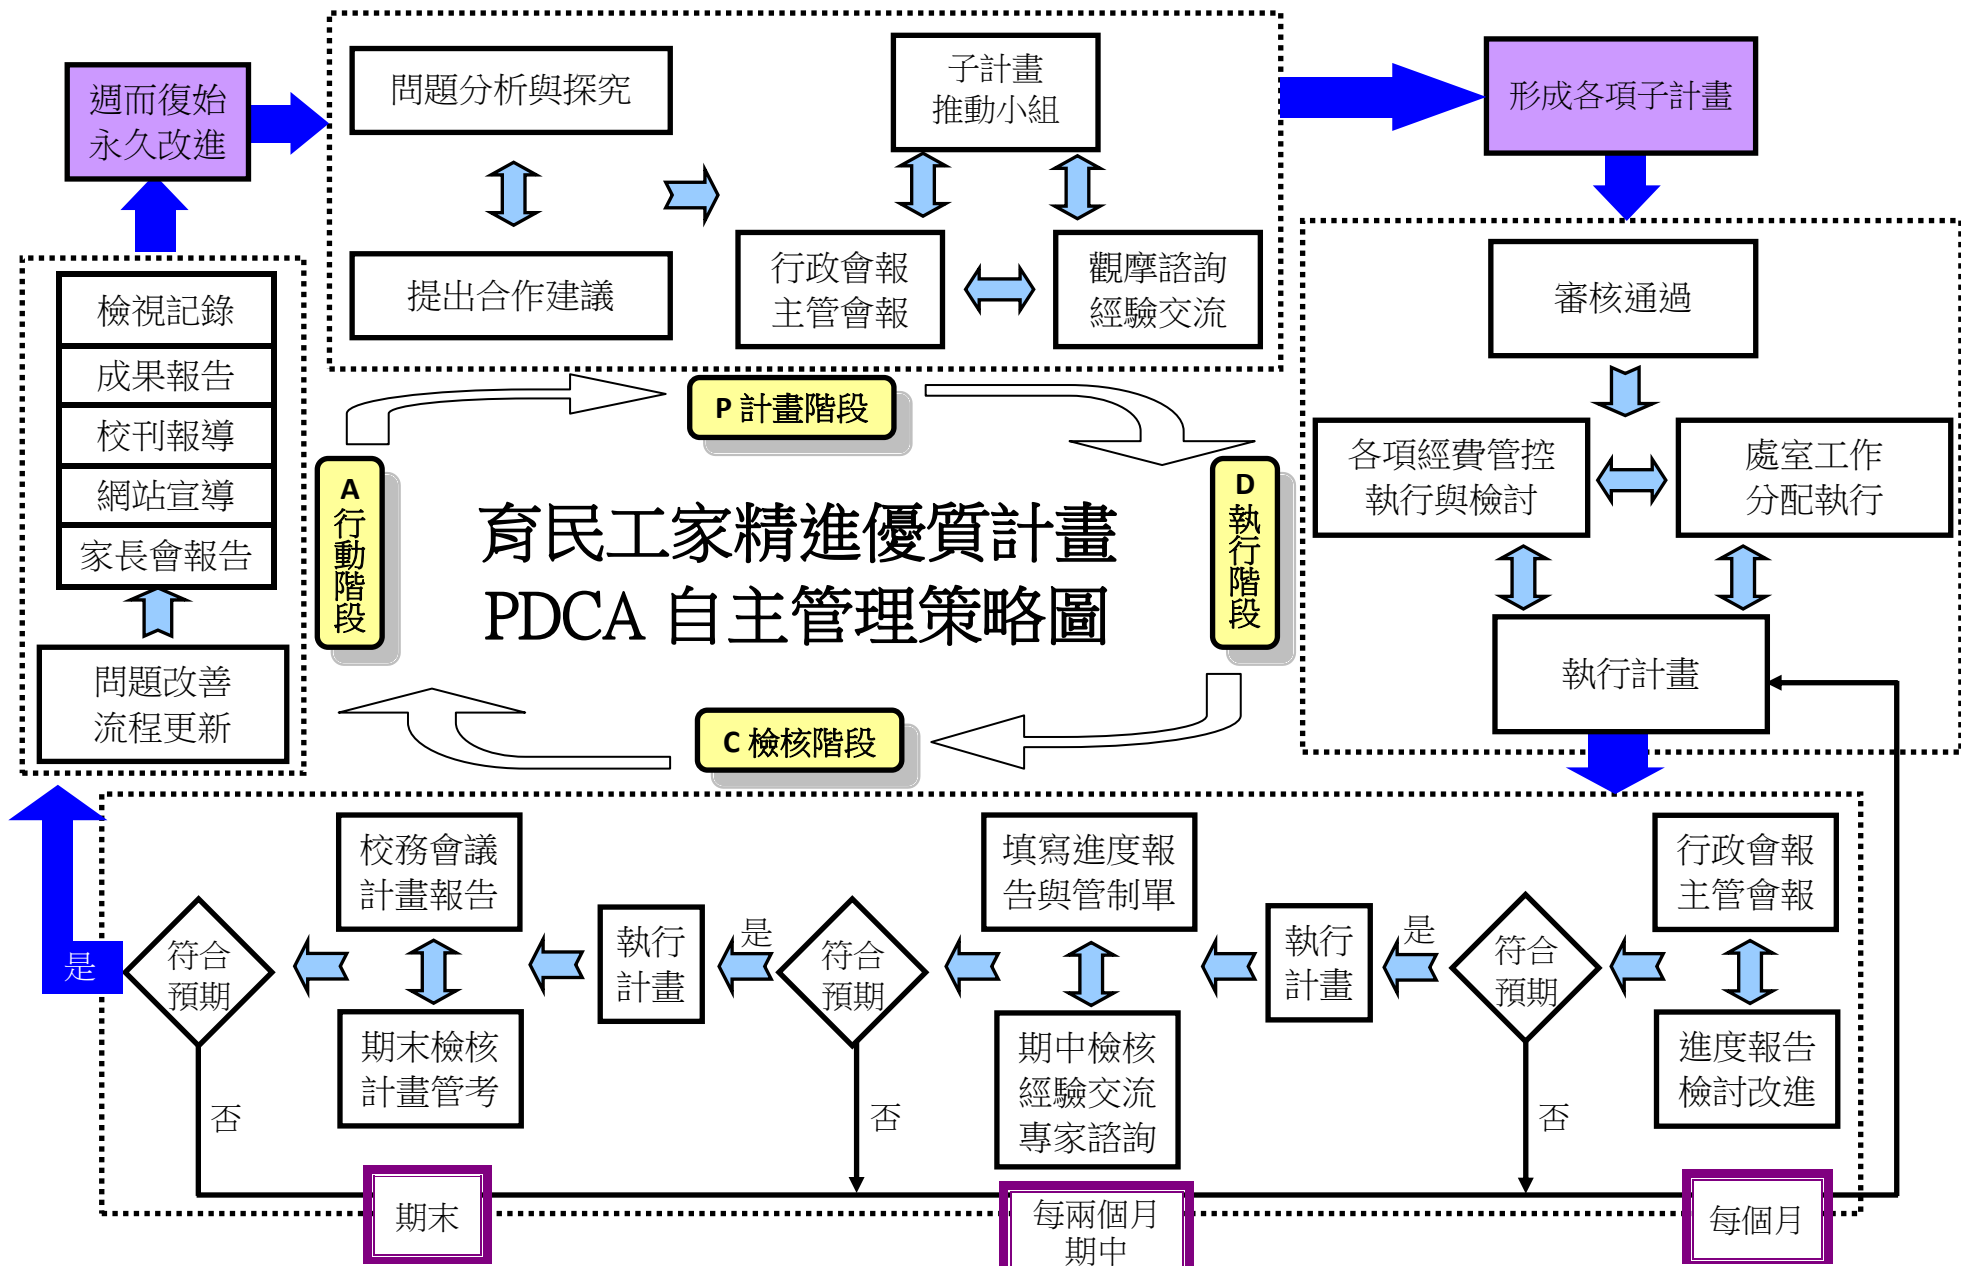 週而復始
永久改進
問題分析與探究
提出合作建議
子計畫
推動小組
行政會報
主管會報
觀摩諮詢
經驗交流
形成各項子計畫
審核通過
各項經費管控
執行與檢討
處室工作
分配執行
執行計畫
檢視記錄
成果報告
校刊報導
網站宣導
家長會報告
問題改善
流程更新
P 計畫階段
A
行
動
階
段
育民工家精進優質計畫
PDCA 自主管理策略圖
D
執
行
階
段
C 檢核階段
行政會報
主管會報
進度報告
檢討改進
符合
預期
是
否
執行
計畫
填寫進度報
告與管制單
期中檢核
經驗交流
專家諮詢
符合
預期
是
否
執行
計畫
校務會議
計畫報告
期末檢核
計畫管考
符合
預期
是
否
期末
每兩個月
期中
每個月